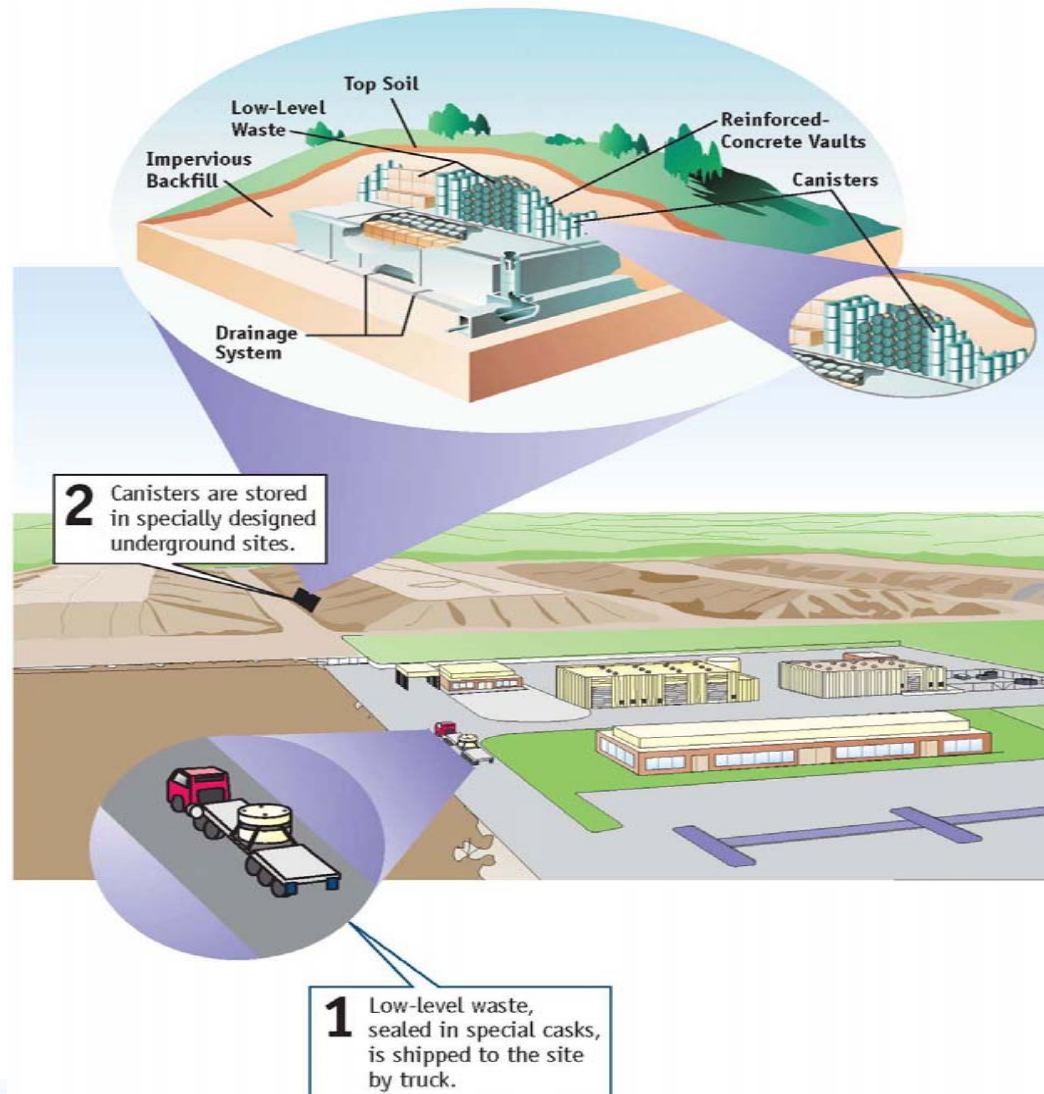 Top Soil
Low-Level
Waste
Impervious
Backfill
Reinforced-
Concrete Vaults
Canisters
Drainage
System
2 Canisters are stored
in specially designed
underground sites.
1 Low-level waste,
sealed in special casks,
is shipped to the site
by truck.